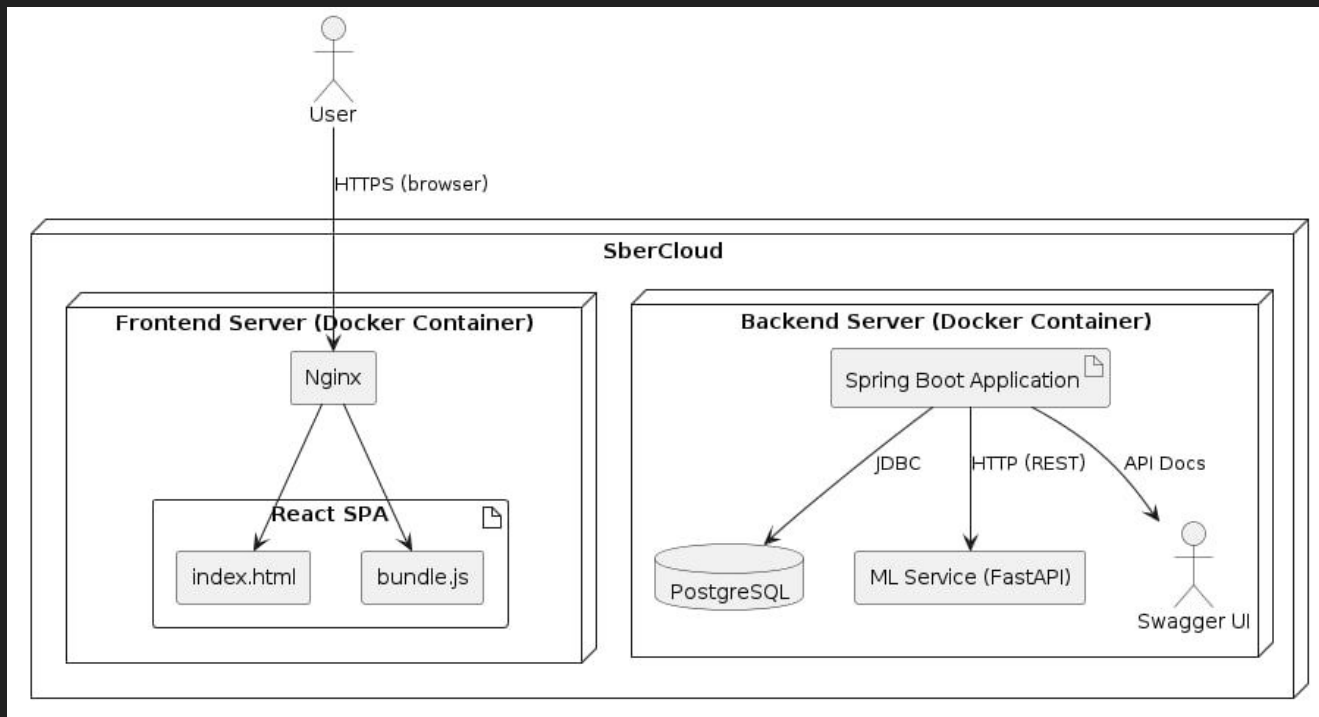 User
HTTPS (browser)
SberCloud
Frontend Server (Docker Container)
Nginx
React SPA
index.html
bundle.js
Backend Server (Docker Container)
Spring Boot Application
JDBC
HTTP (REST)
API Docs
PostgreSQL
ML Service (FastAPI)
Swagger UI